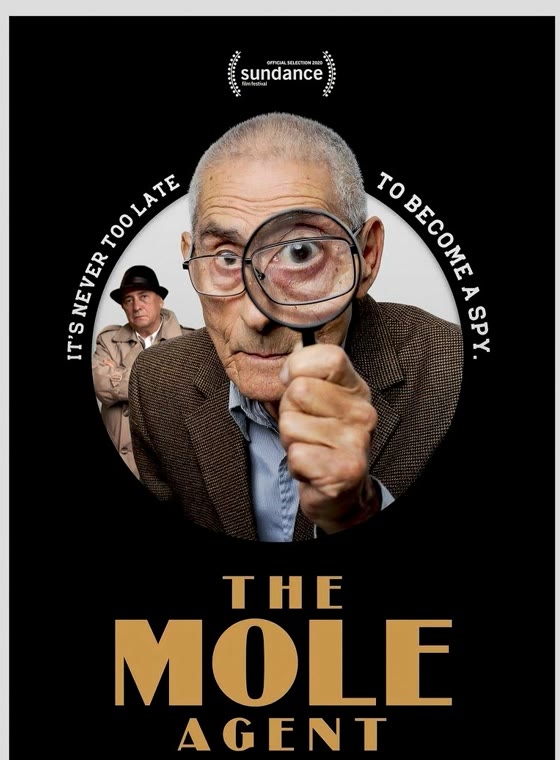 OFFICIAL SELECTION 2020
sundance
film festival
IT'S NEVER TOO LATE
TO BECOME A SPY.
THE
MOLE
AGENT